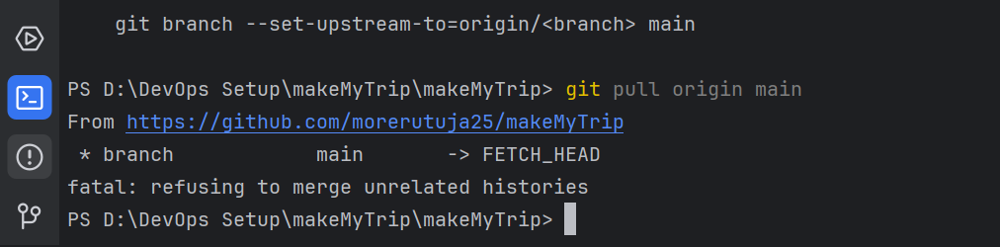 git branch --set-upstream-to=origin/<branch> main
PS D:\DevOps Setup\makeMyTrip\makeMyTrip> git pull origin main
From https://github.com/morerutuja25/makeMyTrip
 * branch            main       -> FETCH_HEAD
fatal: refusing to merge unrelated histories
PS D:\DevOps Setup\makeMyTrip\makeMyTrip>